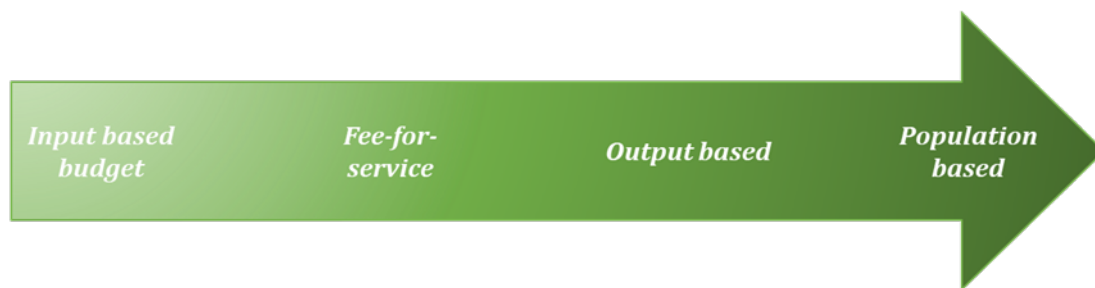 Input based
budget
Fee-for-
service
Output based
Population
based